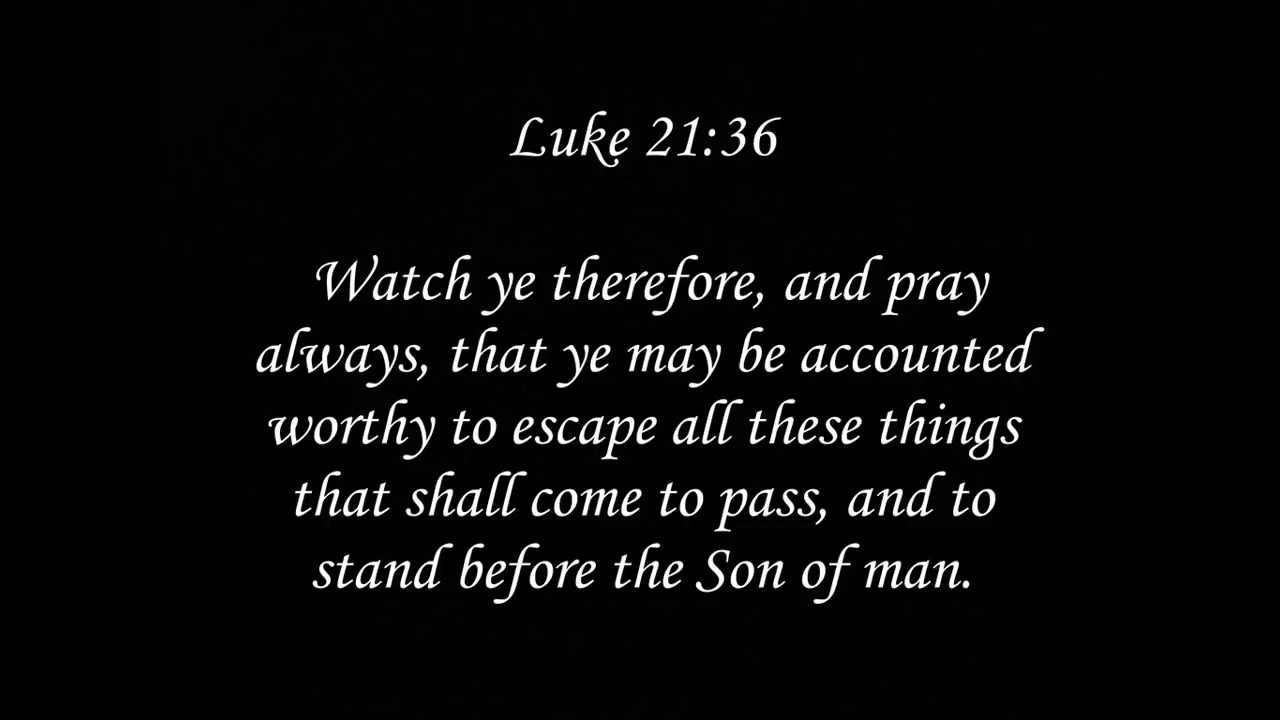 Luke 21:36
Watch ye therefore, and pray
always, that ye may be accounted
worthy to escape all these things
that shall come to pass, and to
stand before the Son of man.